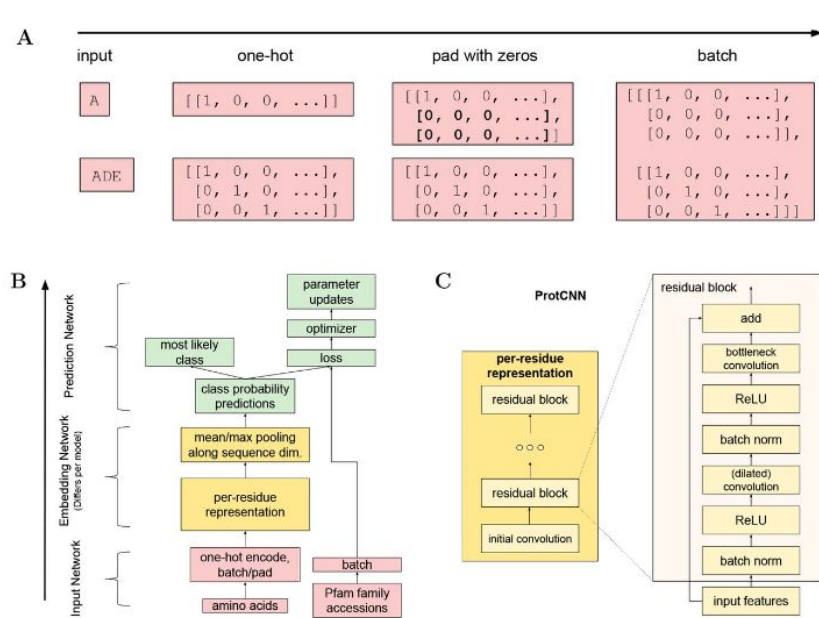 A
input
one-hot
pad with zeros
batch
A
[[1, 0, 0, ...]]
[[1, 0, 0, ...],
[0, 0, 0, ...],
[0, 0, 0, ...]]
[[[1, 0, 0, ...],
[0, 0, 0, ...],
[0, 0, 0, ...]],
ADE
[[1, 0, 0, ...],
[0, 1, 0, ...],
[0, 0, 1, ...]]
[[1, 0, 0, ...],
[0, 1, 0, ...],
[0, 0, 1, ...]]
[[1, 0, 0, ...],
[0, 1, 0, ...],
[0, 0, 1, ...]]]
B
Prediction Network
Embedding Network
(Differs per model)
Input Network
parameter
updates
optimizer
loss
most likely
class
class probability
predictions
mean/max pooling
along sequence dim.
per-residue
representation
one-hot encode,
batch/pad
amino acids
batch
Pfam family
accessions
C
ProtCNN
per-residue
representation
residual block
residual block
initial convolution
residual block
add
bottleneck
convolution
ReLU
batch norm
(dilated)
convolution
ReLU
batch norm
input features